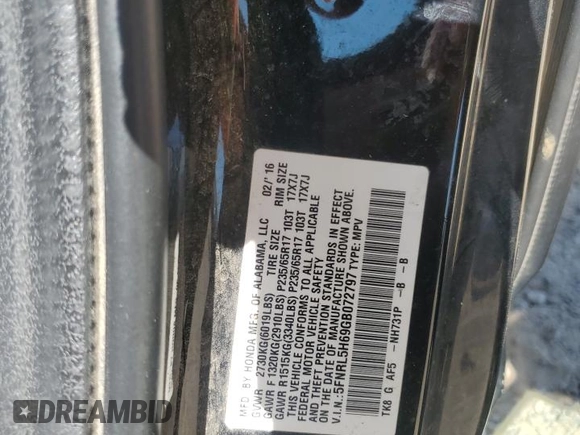 MFD. BY HONDA MFG. OF ALABAMA, LLC 02/'16
GVWR 2730KG(6019LBS) TIRE SIZE RIM SIZE
GAWR F 1320KG(2910LBS) P235/65R17 103T 17X7J
GAWR R1515KG(3340LBS) P235/65R17 103T 17X7J
THIS VEHICLE CONFORMS TO ALL APPLICABLE
FEDERAL MOTOR VEHICLE SAFETY
AND THEFT PREVENTION STANDARDS IN EFFECT
ON THE DATE OF MANUFACTURE SHOWN ABOVE.
V.I.N.:5FNRL5H69GB072797 TYPE: MPV
TK8 G AF5 -NH731P -B -B
AUTOHELPERBOT.COM